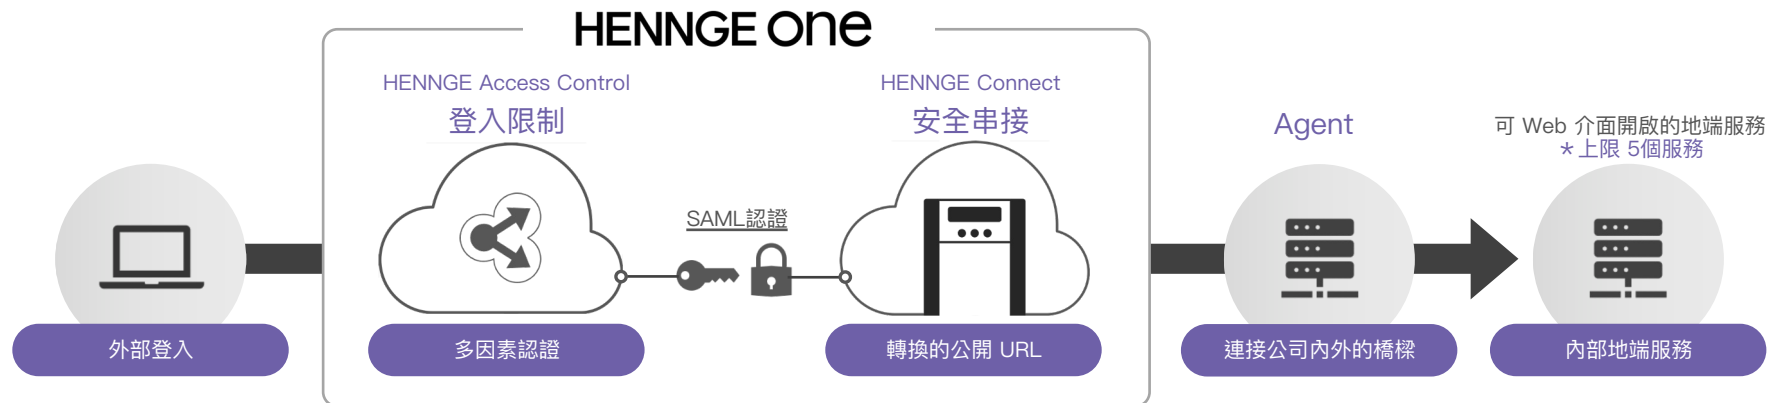 HENNGE one
HENNGE Access Control
登入限制
HENNGE Connect
安全串接
Agent
可 Web 介面開啟的地端服務
＊上限 5個服務
SAML認證
外部登入
多因素認證
轉換的公開 URL
連接公司內外的橋樑
內部地端服務